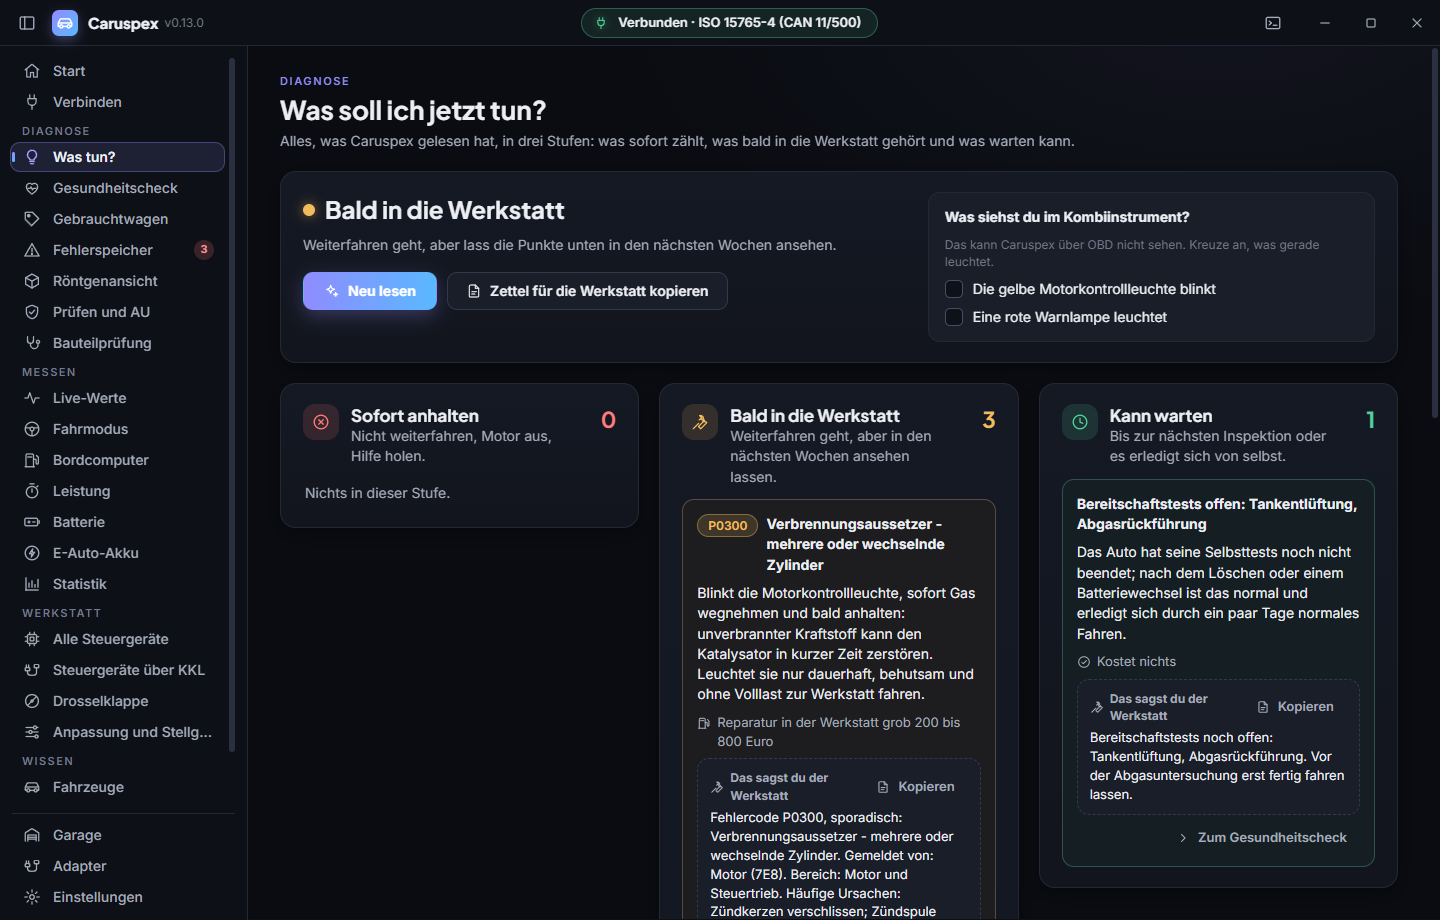 Caruspex v0.13.0
Verbunden · ISO 15765-4 (CAN 11/500)
Start
Verbinden
DIAGNOSE
Was tun?
Gesundheitscheck
Gebrauchtwagen
Fehlerspeicher 3
Röntgenansicht
Prüfen und AU
Bauteilprüfung
MESSEN
Live-Werte
Fahrmodus
Bordcomputer
Leistung
Batterie
E-Auto-Akku
Statistik
WERKSTATT
Alle Steuergeräte
Steuergeräte über KKL
Drosselklappe
Anpassung und Stellg...
WISSEN
Fahrzeuge
Garage
Adapter
Einstellungen
DIAGNOSE
Was soll ich jetzt tun?
Alles, was Caruspex gelesen hat, in drei Stufen: was sofort zählt, was bald in die Werkstatt gehört und was warten kann.
Bald in die Werkstatt
Weiterfahren geht, aber lass die Punkte unten in den nächsten Wochen ansehen.
Neu lesen
Zettel für die Werkstatt kopieren
Was siehst du im Kombiinstrument?
Das kann Caruspex über OBD nicht sehen. Kreuze an, was gerade
leuchtet.
Die gelbe Motorkontrollleuchte blinkt
Eine rote Warnlampe leuchtet
Sofort anhalten 0
Nicht weiterfahren, Motor aus,
Hilfe holen.
Nichts in dieser Stufe.
Bald in die Werkstatt 3
Weiterfahren geht, aber in den
nächsten Wochen ansehen
lassen.
P0300 Verbrennungsaussetzer -
mehrere oder wechselnde
Zylinder
Blinkt die Motorkontrollleuchte, sofort Gas
wegnehmen und bald anhalten:
unverbrannter Kraftstoff kann den
Katalysator in kurzer Zeit zerstören.
Leuchtet sie nur dauerhaft, behutsam und
ohne Volllast zur Werkstatt fahren.
Reparatur in der Werkstatt grob 200 bis
800 Euro
Das sagst du der
Werkstatt
Kopieren
Fehlercode P0300, sporadisch:
Verbrennungsaussetzer - mehrere oder
wechselnde Zylinder. Gemeldet von:
Motor (7E8). Bereich: Motor und
Steuertrieb. Häufige Ursachen:
Zündkerzen verschlissen; Zündspule
Kann warten 1
Bis zur nächsten Inspektion oder
es erledigt sich von selbst.
Bereitschaftstests offen: Tankentlüftung,
Abgasrückführung
Das Auto hat seine Selbsttests noch nicht
beendet; nach dem Löschen oder einem
Batteriewechsel ist das normal und
erledigt sich durch ein paar Tage normales
Fahren.
Kostet nichts
Das sagst du der
Werkstatt
Kopieren
Bereitschaftstests noch offen:
Tankentlüftung, Abgasrückführung. Vor
der Abgasuntersuchung erst fertig fahren
lassen.
Zum Gesundheitscheck